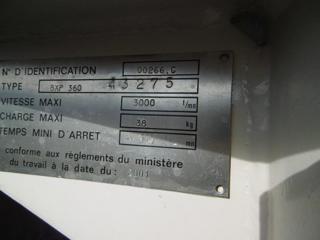 N° D'IDENTIFICATION 00266.C
TYPE BXP 360 43275
VITESSE MAXI 3000 t/mn
CHARGE MAXI 38 kg
TEMPS MINI D'ARRET
conforme aux règlements du ministère
du travail à la date du: 2001